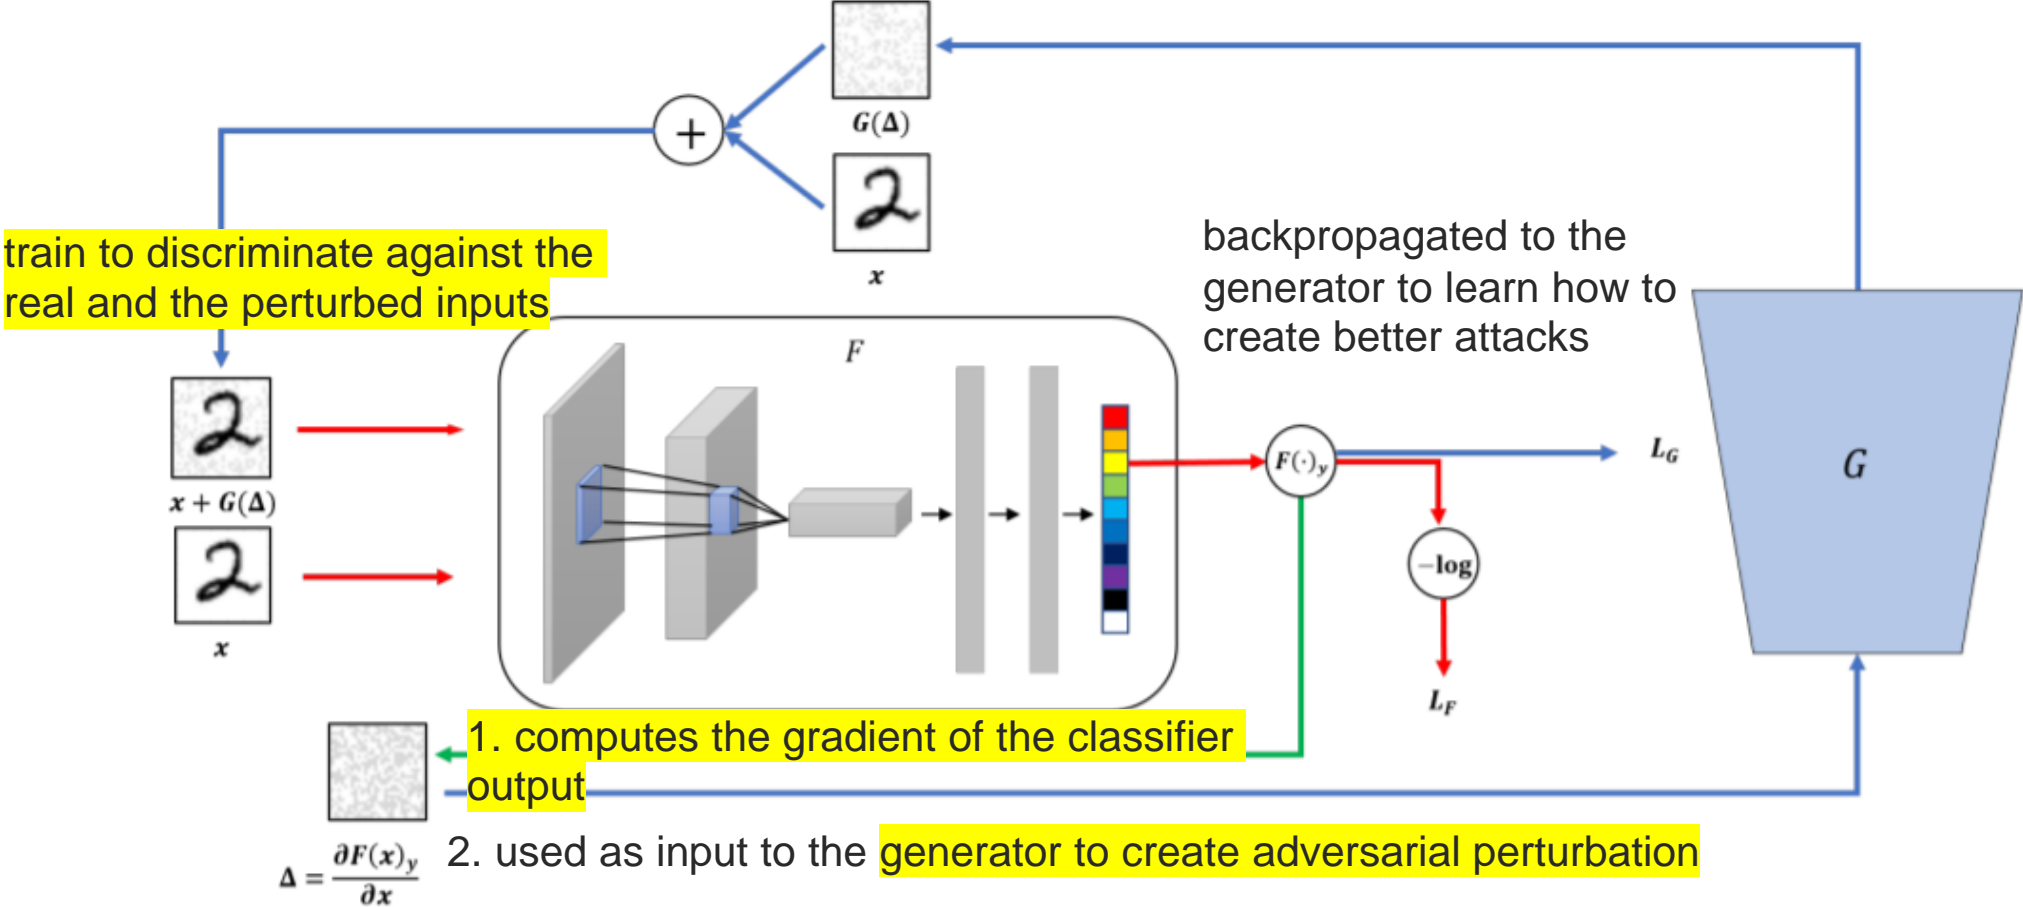 G(Δ)
+
x
train to discriminate against the
real and the perturbed inputs
backpropagated to the
generator to learn how to
create better attacks
F
x + G(Δ)
x
F(·)y
L_G
G
−log
L_F
1. computes the gradient of the classifier
output
2. used as input to the generator to create adversarial perturbation
Δ = ∂F(x)y / ∂x